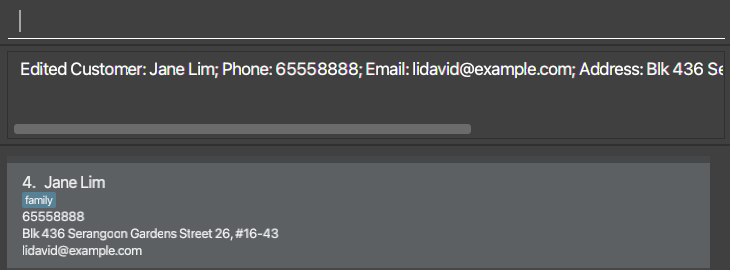 Edited Customer: Jane Lim; Phone: 65558888; Email: lidavid@example.com; Address: Blk 436 Se
4. Jane Lim
family
65558888
Blk 436 Serangoon Gardens Street 26, #16-43
lidavid@example.com